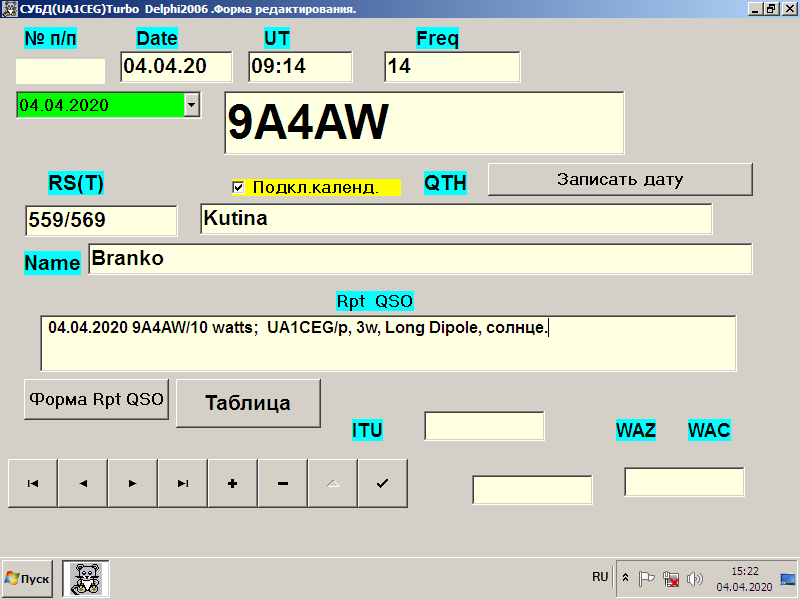 СУБД(UA1CEG)Turbo Delphi2006 .Форма редактирования.
№ п/п Date UT Freq
04.04.20 09:14 14
04.04.2020
9A4AW
RS(T) Подкл.календ. QTH Записать дату
559/569 Kutina
Name Branko
Rpt QSO
04.04.2020 9A4AW/10 watts; UA1CEG/p, 3w, Long Dipole, солнце.
Форма Rpt QSO Таблица
ITU WAZ WAC
Пуск RU 15:22
04.04.2020